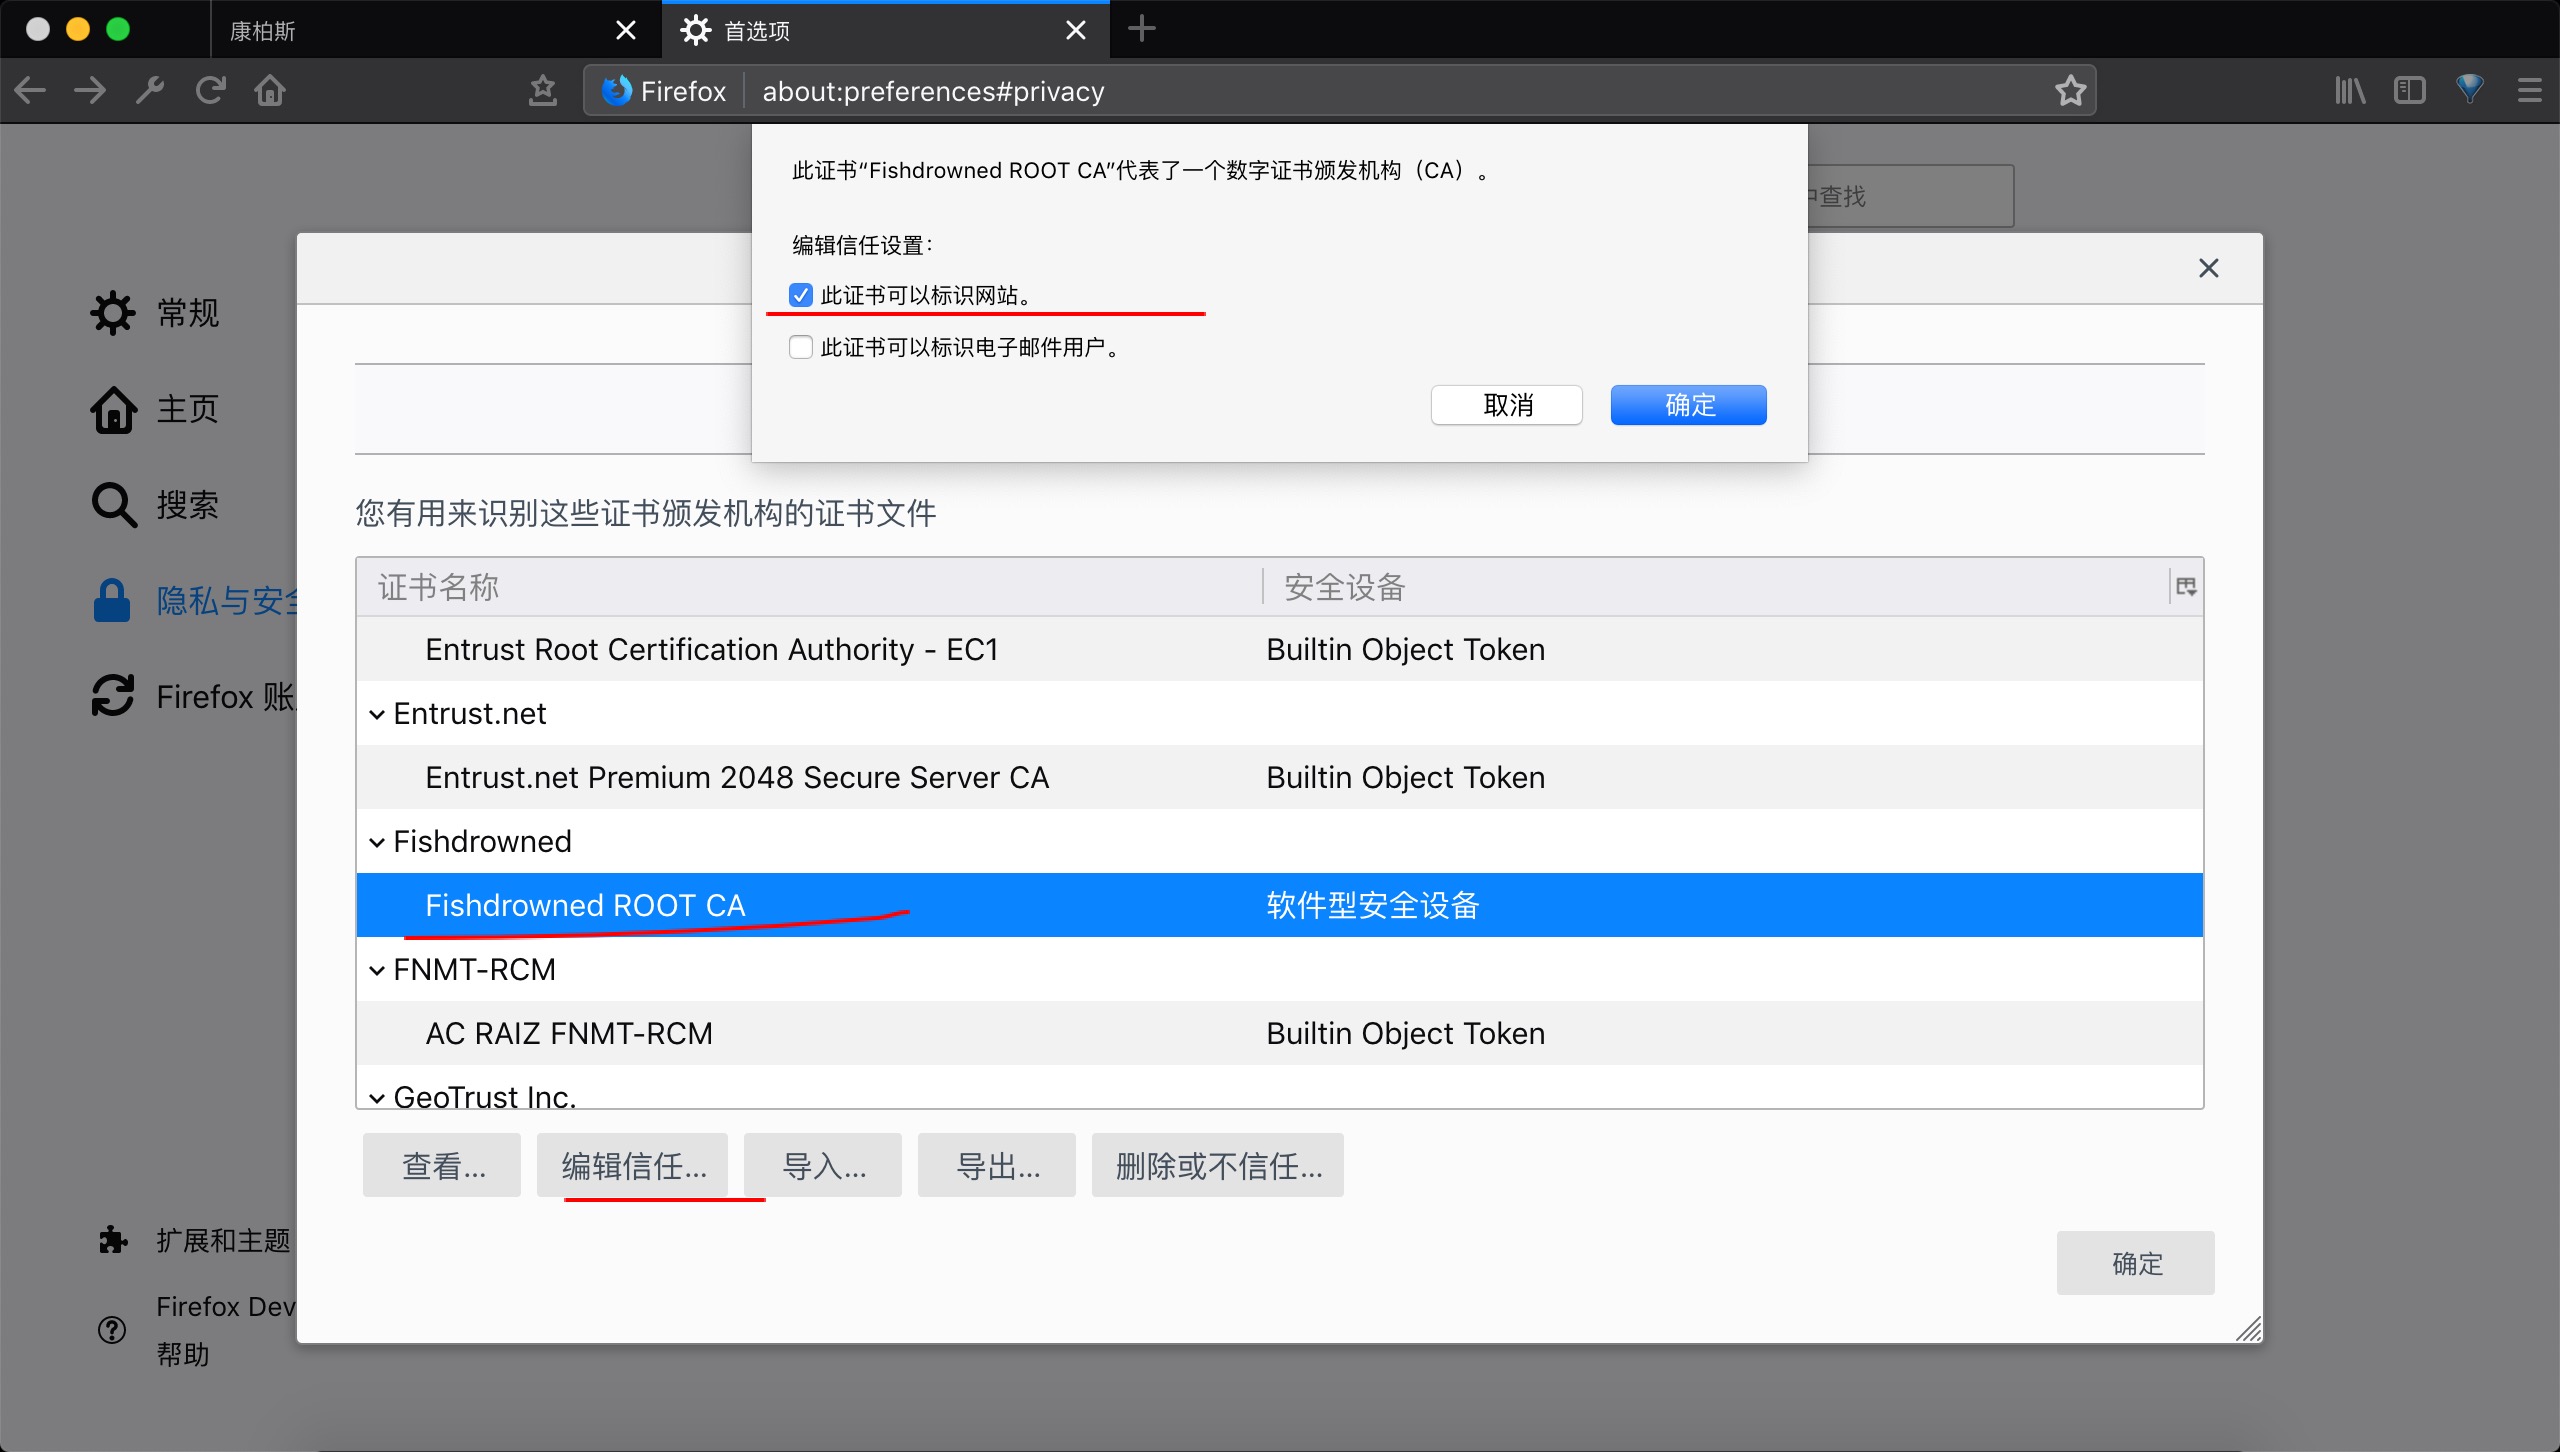 康柏斯
首选项
Firefox
about:preferences#privacy
此证书“Fishdrowned ROOT CA”代表了一个数字证书颁发机构（CA）。
中查找
编辑信任设置：
此证书可以标识网站。
此证书可以标识电子邮件用户。
取消
确定
常规
主页
搜索
隐私与安全
Firefox 账
您有用来识别这些证书颁发机构的证书文件
证书名称
安全设备
Entrust Root Certification Authority - EC1
Builtin Object Token
Entrust.net
Entrust.net Premium 2048 Secure Server CA
Builtin Object Token
Fishdrowned
Fishdrowned ROOT CA
软件型安全设备
FNMT-RCM
AC RAIZ FNMT-RCM
Builtin Object Token
GeoTrust Inc.
查看...
编辑信任...
导入...
导出...
删除或不信任...
确定
扩展和主题
Firefox Dev
帮助